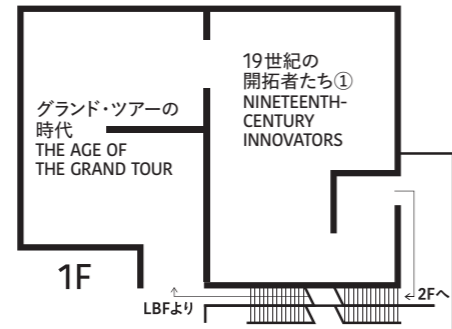 グランド・ツアーの
時代
THE AGE OF
THE GRAND TOUR
19世紀の
開拓者たち①
NINETEENTH-
CENTURY
INNOVATORS
1F
LBFより
2Fへ